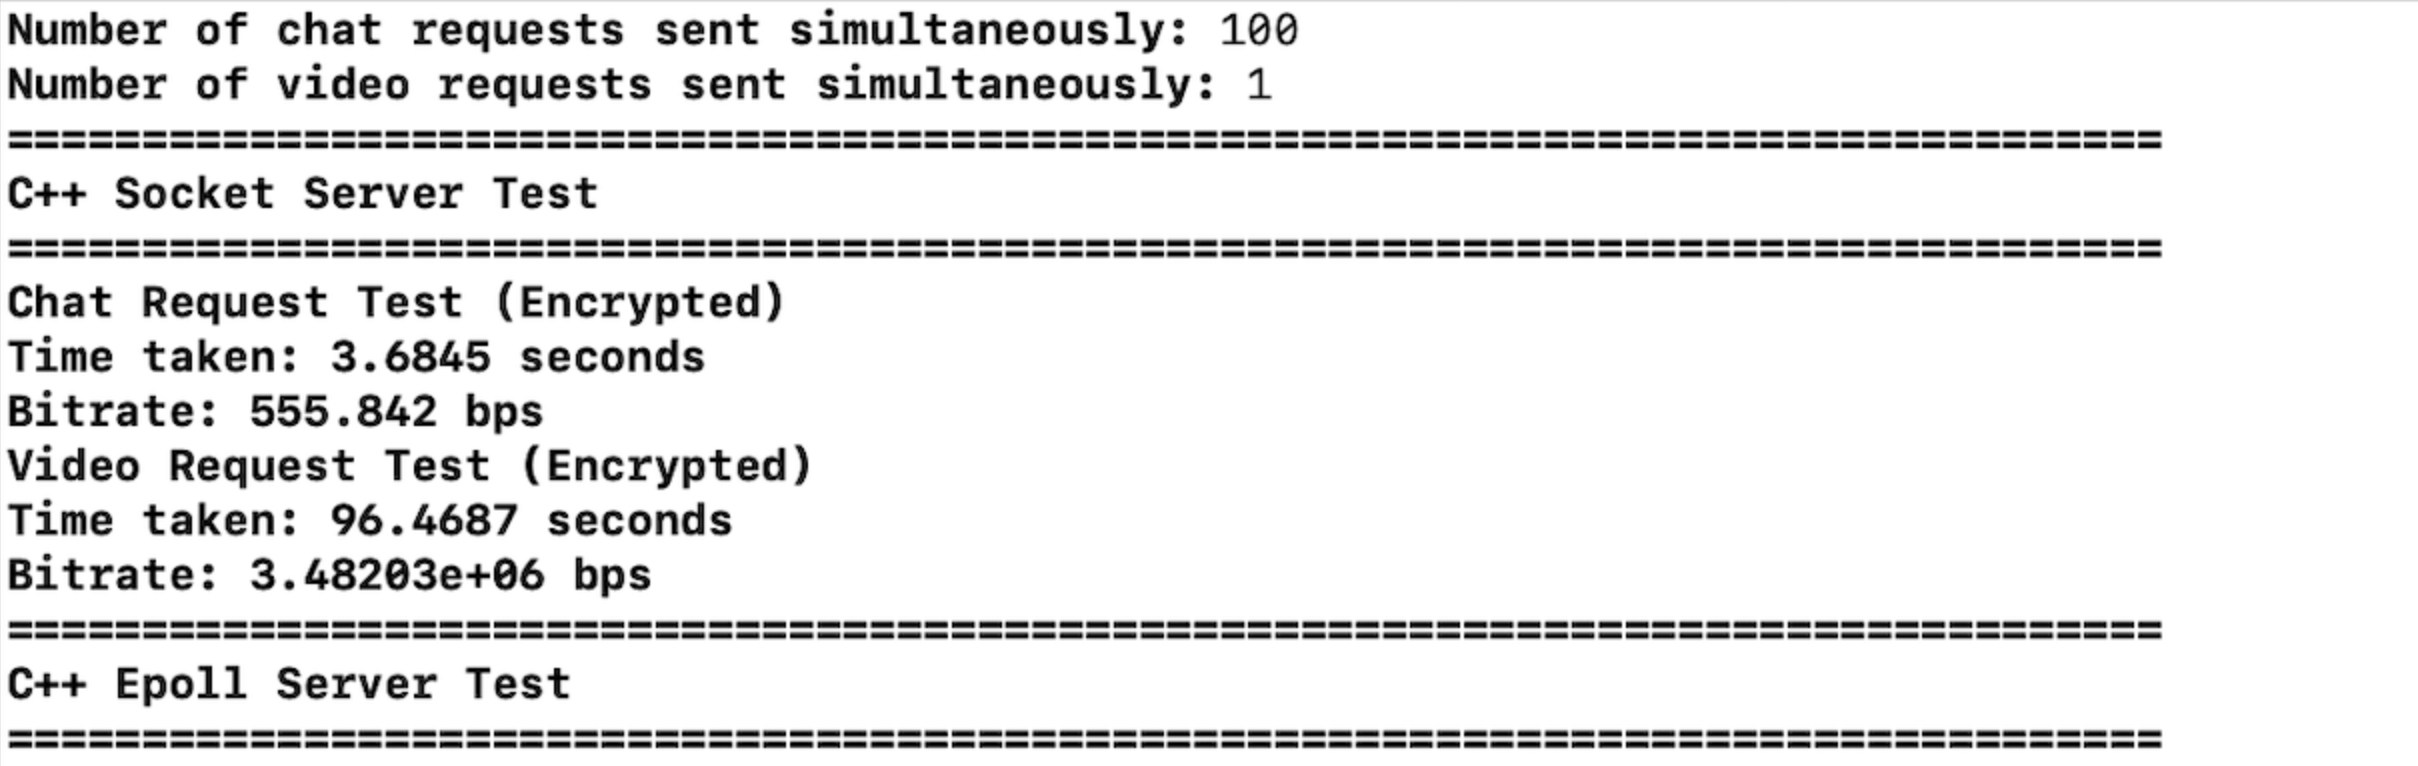 Number of chat requests sent simultaneously: 100
Number of video requests sent simultaneously: 1
================================================================================
C++ Socket Server Test
================================================================================
Chat Request Test (Encrypted)
Time taken: 3.6845 seconds
Bitrate: 555.842 bps
Video Request Test (Encrypted)
Time taken: 96.4687 seconds
Bitrate: 3.48203e+06 bps
================================================================================
C++ Epoll Server Test
================================================================================